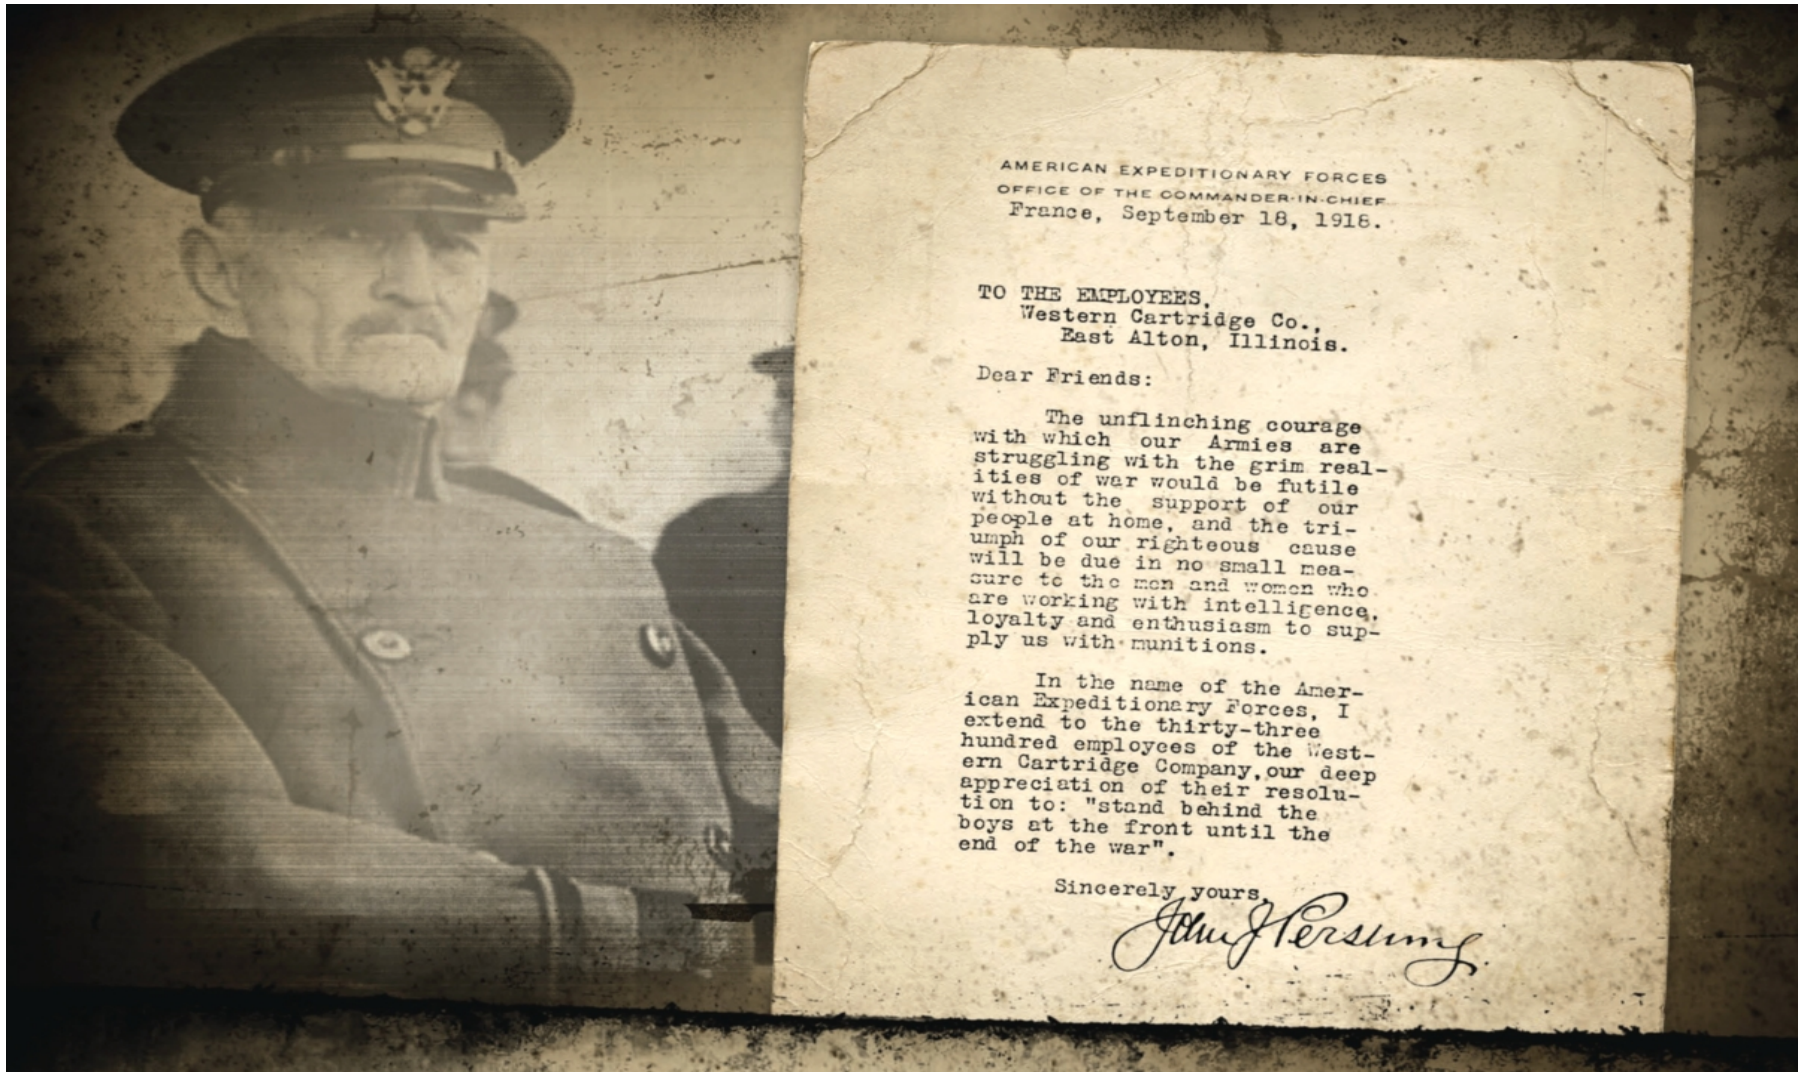 AMERICAN EXPEDITIONARY FORCES
OFFICE OF THE COMMANDER-IN-CHIEF
France, September 18, 1918.
TO THE EMPLOYEES,
Western Cartridge Co.,
East Alton, Illinois.
Dear Friends:
The unflinching courage
with which our Armies are
struggling with the grim real-
ities of war would be futile
without the support of our
people at home, and the tri-
umph of our righteous cause
will be due in no small mea-
sure to the men and women who
are working with intelligence,
loyalty and enthusiasm to sup-
ply us with munitions.
In the name of the Amer-
ican Expeditionary Forces, I
extend to the thirty-three
hundred employees of the West-
ern Cartridge Company,our deep
appreciation of their resolu-
tion to: "stand behind the
boys at the front until the
end of the war".
Sincerely yours,
John J Pershing